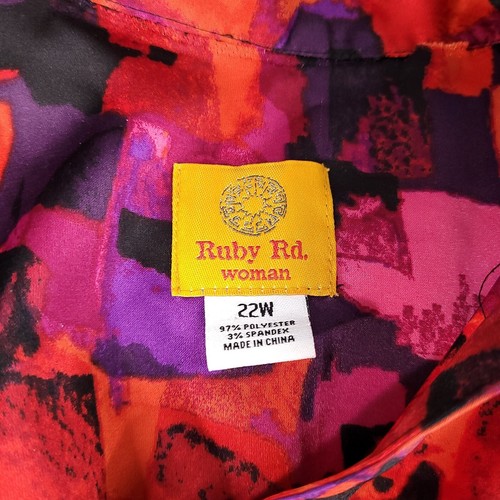 Ruby Rd.
woman
22W
97% POLYESTER
3% SPANDEX
MADE IN CHINA